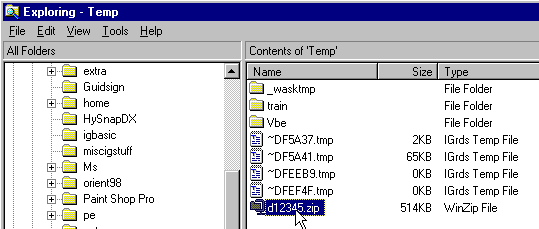 Exploring - Temp
File Edit View Tools Help
All Folders
Contents of 'Temp'
extra
Guidsign
home
HySnapDX
igbasic
miscigstuff
Ms
orient98
Paint Shop Pro
pe
Name Size Type
_wasktmp File Folder
train File Folder
Vbe File Folder
~DF5A37.tmp 2KB IGrds Temp File
~DF5A41.tmp 65KB IGrds Temp File
~DFEEB9.tmp 0KB IGrds Temp File
~DFEF4F.tmp 0KB IGrds Temp File
d12345.zip 514KB WinZip File